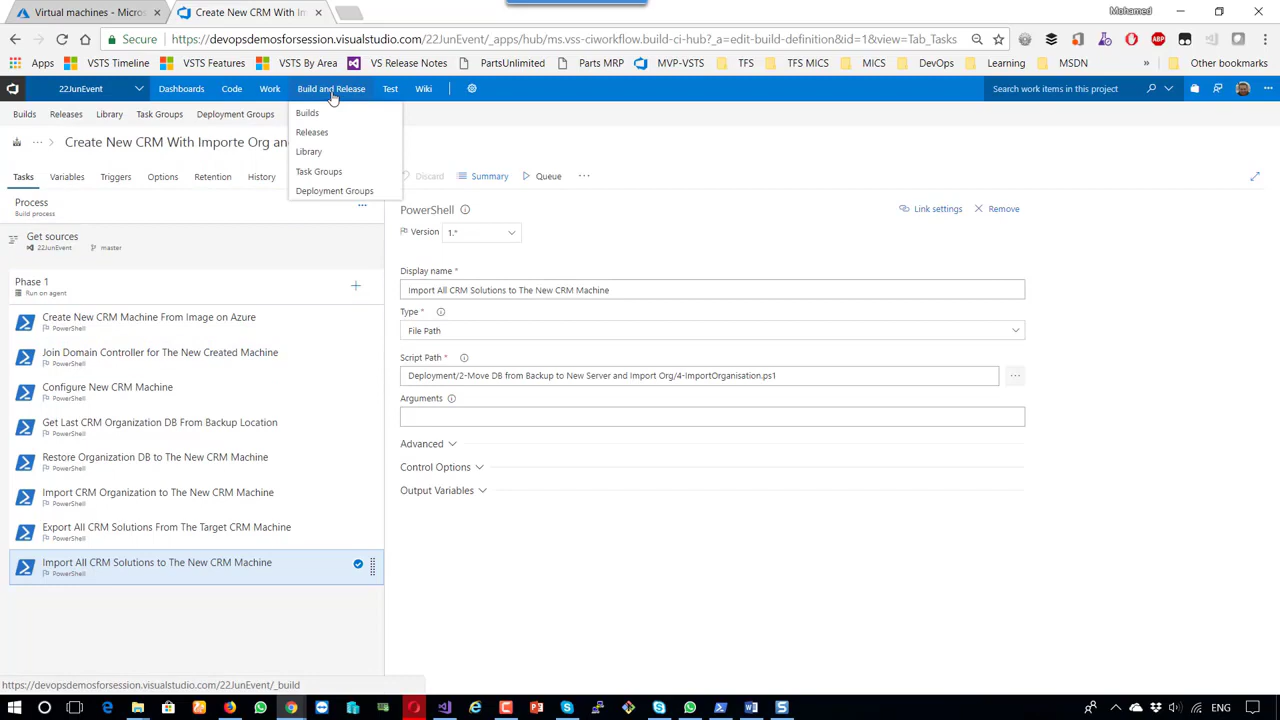 Virtual machines - Micros
Create New CRM With In
Mohamed
Secure
https://devopsdemosforsession.visualstudio.com/22JunEvent/_apps/hub/ms.vss-ciworkflow.build-ci-hub?_a=edit-build-definition&id=1&view=Tab_Tasks
Apps
VSTS Timeline
VSTS Features
VSTS By Area
VS Release Notes
PartsUnlimited
Parts MRP
MVP-VSTS
TFS
TFS MICS
MICS
DevOps
Learning
MSDN
Other bookmarks
22JunEvent
Dashboards
Code
Work
Build and Release
Test
Wiki
Search work items in this project
Builds
Releases
Library
Task Groups
Deployment Groups
Builds
Releases
Library
Task Groups
Deployment Groups
Create New CRM With Importe Org an
Tasks
Variables
Triggers
Options
Retention
History
Discard
Summary
Queue
Process
Build process
Get sources
22JunEvent
master
Phase 1
Run on agent
Create New CRM Machine From Image on Azure
PowerShell
Join Domain Controller for The New Created Machine
PowerShell
Configure New CRM Machine
PowerShell
Get Last CRM Organization DB From Backup Location
PowerShell
Restore Organization DB to The New CRM Machine
PowerShell
Import CRM Organization to The New CRM Machine
PowerShell
Export All CRM Solutions From The Target CRM Machine
PowerShell
Import All CRM Solutions to The New CRM Machine
PowerShell
PowerShell
Link settings
Remove
Version
1.*
Display name *
Import All CRM Solutions to The New CRM Machine
Type *
File Path
Script Path *
Deployment/2-Move DB from Backup to New Server and Import Org/4-ImportOrganisation.ps1
Arguments
Advanced
Control Options
Output Variables
https://devopsdemosforsession.visualstudio.com/22JunEvent/_build
ENG